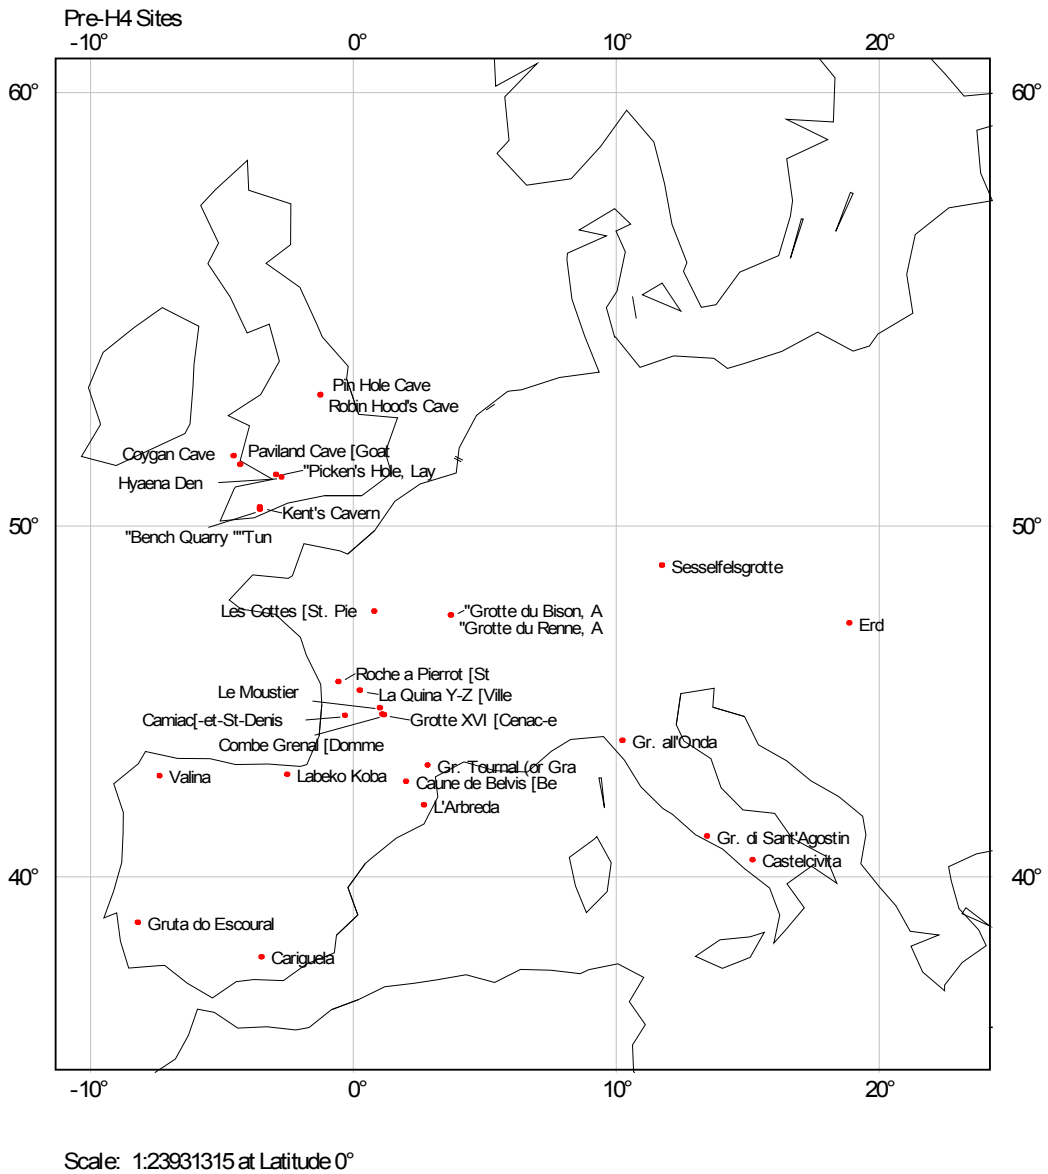 Pre-H4 Sites
-10° 0° 10° 20°
60° 60°
Pin Hole Cave
Robin Hood's Cave
Coygan Cave
Paviland Cave [Goat
"Picken's Hole, Lay
Hyaena Den
Kent's Cavern
50° 50°
"Bench Quarry ""Tun
Sesselfelsgrotte
Les Cottes [St. Pie
"Grotte du Bison, A
Erd
"Grotte du Renne, A
Roche a Pierrot [St
Le Moustier
La Quina Y-Z [Ville
Camiac[-et-St-Denis
Grotte XVI [Cenac-e
Combe Grenal [Domme
Gr. all'Onda
Gr. Tournal (or Gra
Valina
Labeko Koba
Caune de Belvis [Be
L'Arbreda
Gr. di Sant'Agostin
Castelcivita
40° 40°
Gruta do Escoural
Cariguela
-10° 0° 10° 20°
Scale: 1:23931315 at Latitude 0°